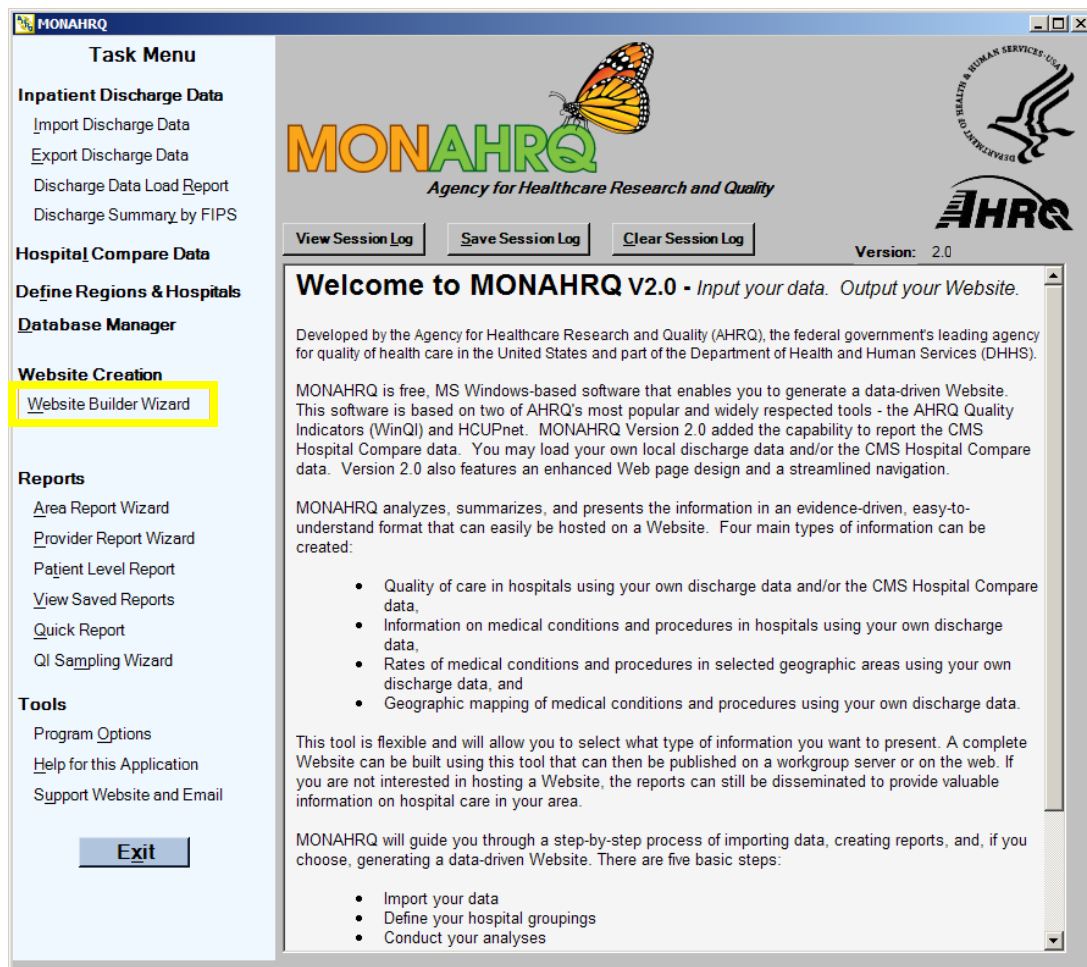 MONAHRQ
Task Menu
Inpatient Discharge Data
Import Discharge Data
Export Discharge Data
Discharge Data Load Report
Discharge Summary by FIPS
Hospital Compare Data
Define Regions & Hospitals
Database Manager
Website Creation
Website Builder Wizard
Reports
Area Report Wizard
Provider Report Wizard
Patient Level Report
View Saved Reports
Quick Report
QI Sampling Wizard
Tools
Program Options
Help for this Application
Support Website and Email
Exit
MONAHRQ
Agency for Healthcare Research and Quality
DEPARTMENT OF HEALTH & HUMAN SERVICES·USA
AHRQ
View Session Log
Save Session Log
Clear Session Log
Version: 2.0
Welcome to MONAHRQ V2.0 - Input your data. Output your Website.
Developed by the Agency for Healthcare Research and Quality (AHRQ), the federal government's leading agency
for quality of health care in the United States and part of the Department of Health and Human Services (DHHS).
MONAHRQ is free, MS Windows-based software that enables you to generate a data-driven Website.
This software is based on two of AHRQ's most popular and widely respected tools - the AHRQ Quality
Indicators (WinQI) and HCUPnet. MONAHRQ Version 2.0 added the capability to report the CMS
Hospital Compare data. You may load your own local discharge data and/or the CMS Hospital Compare
data. Version 2.0 also features an enhanced Web page design and a streamlined navigation.
MONAHRQ analyzes, summarizes, and presents the information in an evidence-driven, easy-to-
understand format that can easily be hosted on a Website. Four main types of information can be
created:
• Quality of care in hospitals using your own discharge data and/or the CMS Hospital Compare
data,
• Information on medical conditions and procedures in hospitals using your own discharge
data,
• Rates of medical conditions and procedures in selected geographic areas using your own
discharge data, and
• Geographic mapping of medical conditions and procedures using your own discharge data.
This tool is flexible and will allow you to select what type of information you want to present. A complete
Website can be built using this tool that can then be published on a workgroup server or on the web. If
you are not interested in hosting a Website, the reports can still be disseminated to provide valuable
information on hospital care in your area.
MONAHRQ will guide you through a step-by-step process of importing data, creating reports, and, if you
choose, generating a data-driven Website. There are five basic steps:
• Import your data
• Define your hospital groupings
• Conduct your analyses